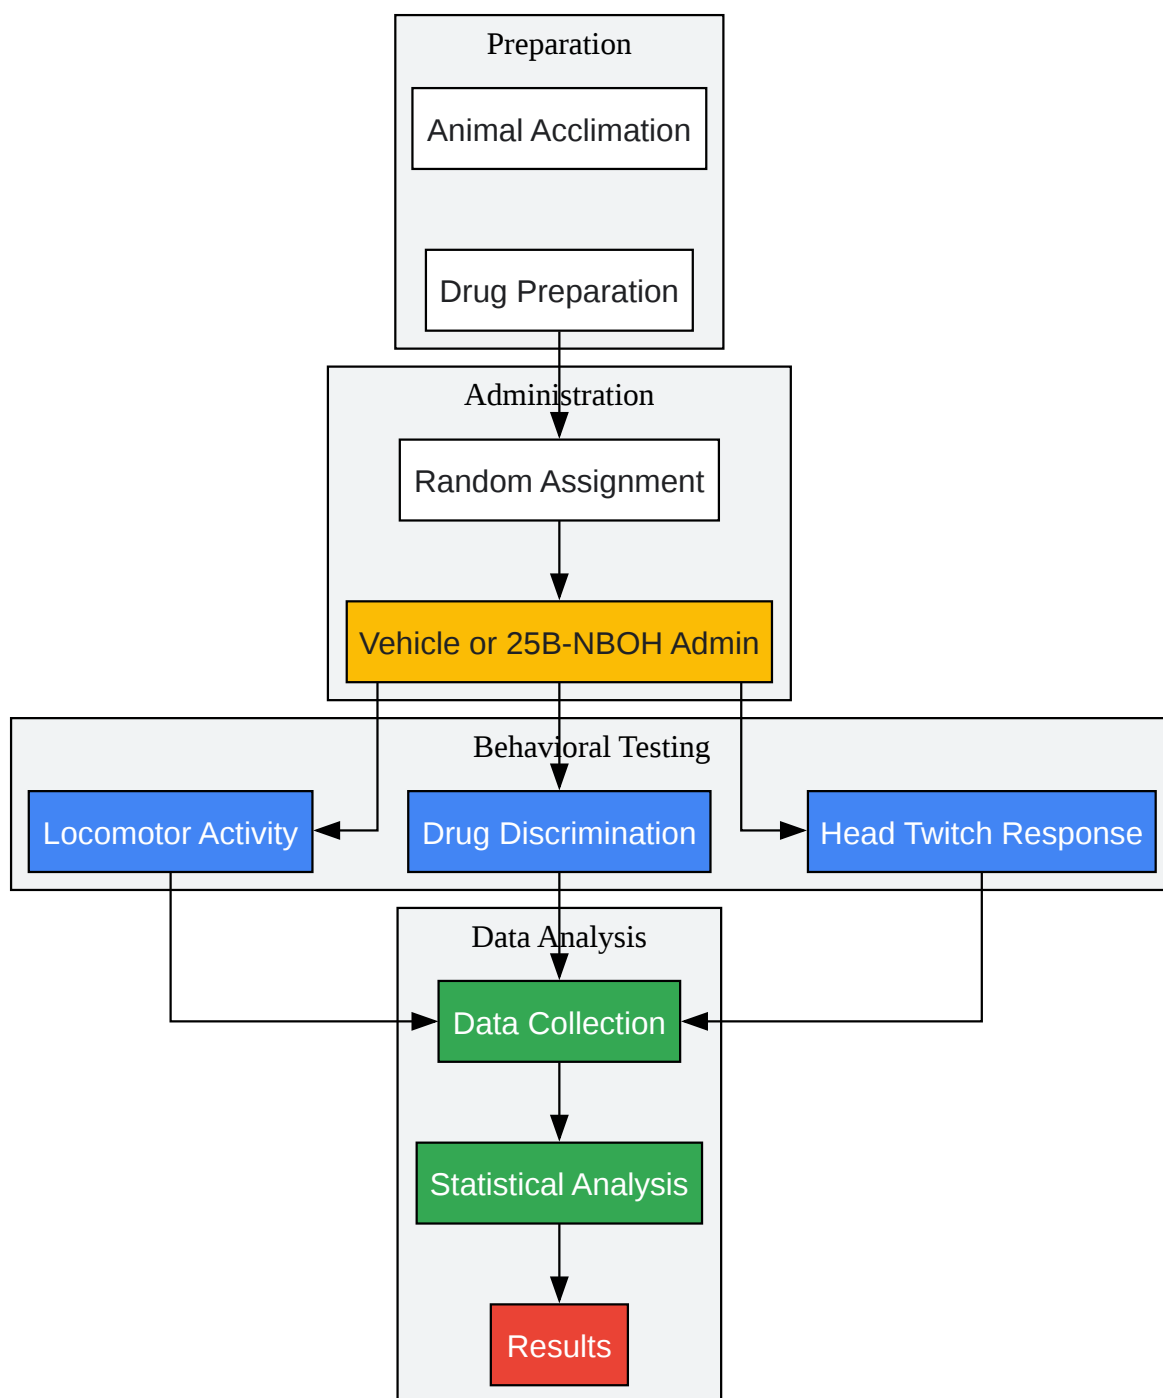 Preparation
Animal Acclimation
Drug Preparation
Administration
Random Assignment
Vehicle or 25B-NBOH Admin
Behavioral Testing
Locomotor Activity
Drug Discrimination
Head Twitch Response
Data Analysis
Data Collection
Statistical Analysis
Results